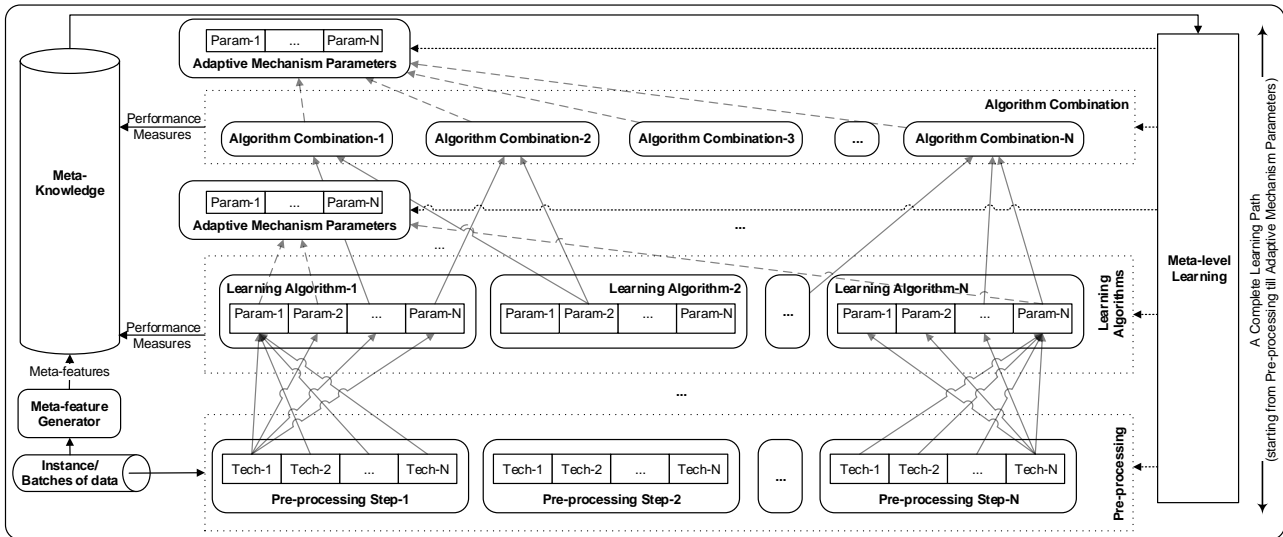 Param-1 ... Param-N
Adaptive Mechanism Parameters
Algorithm Combination
Performance
Measures
Algorithm Combination-1
Algorithm Combination-2
Algorithm Combination-3
...
Algorithm Combination-N
Meta-
Knowledge
Param-1 ... Param-N
Adaptive Mechanism Parameters
...
...
Learning Algorithm-1
Param-1 Param-2 ... Param-N
Learning Algorithm-2
Param-1 Param-2 ... Param-N
...
Learning Algorithm-N
Param-1 Param-2 ... Param-N
Learning
Algorithms
Performance
Measures
Meta-features
Meta-feature
Generator
...
Instance/
Batches of data
Tech-1 Tech-2 ... Tech-N
Pre-processing Step-1
Tech-1 Tech-2 ... Tech-N
Pre-processing Step-2
...
Tech-1 Tech-2 ... Tech-N
Pre-processing Step-N
Pre-processing
Meta-level
Learning
A Complete Learning Path
(starting from Pre-processing till Adaptive Mechanism Parameters)